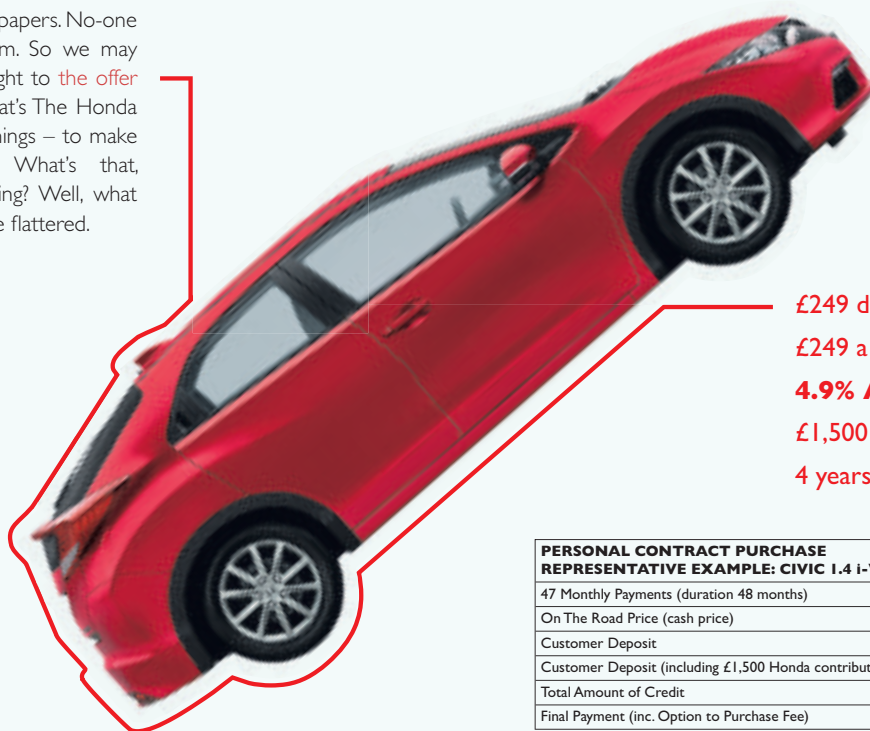 papers. No-one
m. So we may
ght to the offer
at's The Honda
ings – to make
What's that,
ing? Well, what
e flattered.
£249 d
£249 a
4.9% A
£1,500
4 years
PERSONAL CONTRACT PURCHASE
REPRESENTATIVE EXAMPLE: CIVIC 1.4 i-V
47 Monthly Payments (duration 48 months)
On The Road Price (cash price)
Customer Deposit
Customer Deposit (including £1,500 Honda contribut
Total Amount of Credit
Final Payment (inc. Option to Purchase Fee)